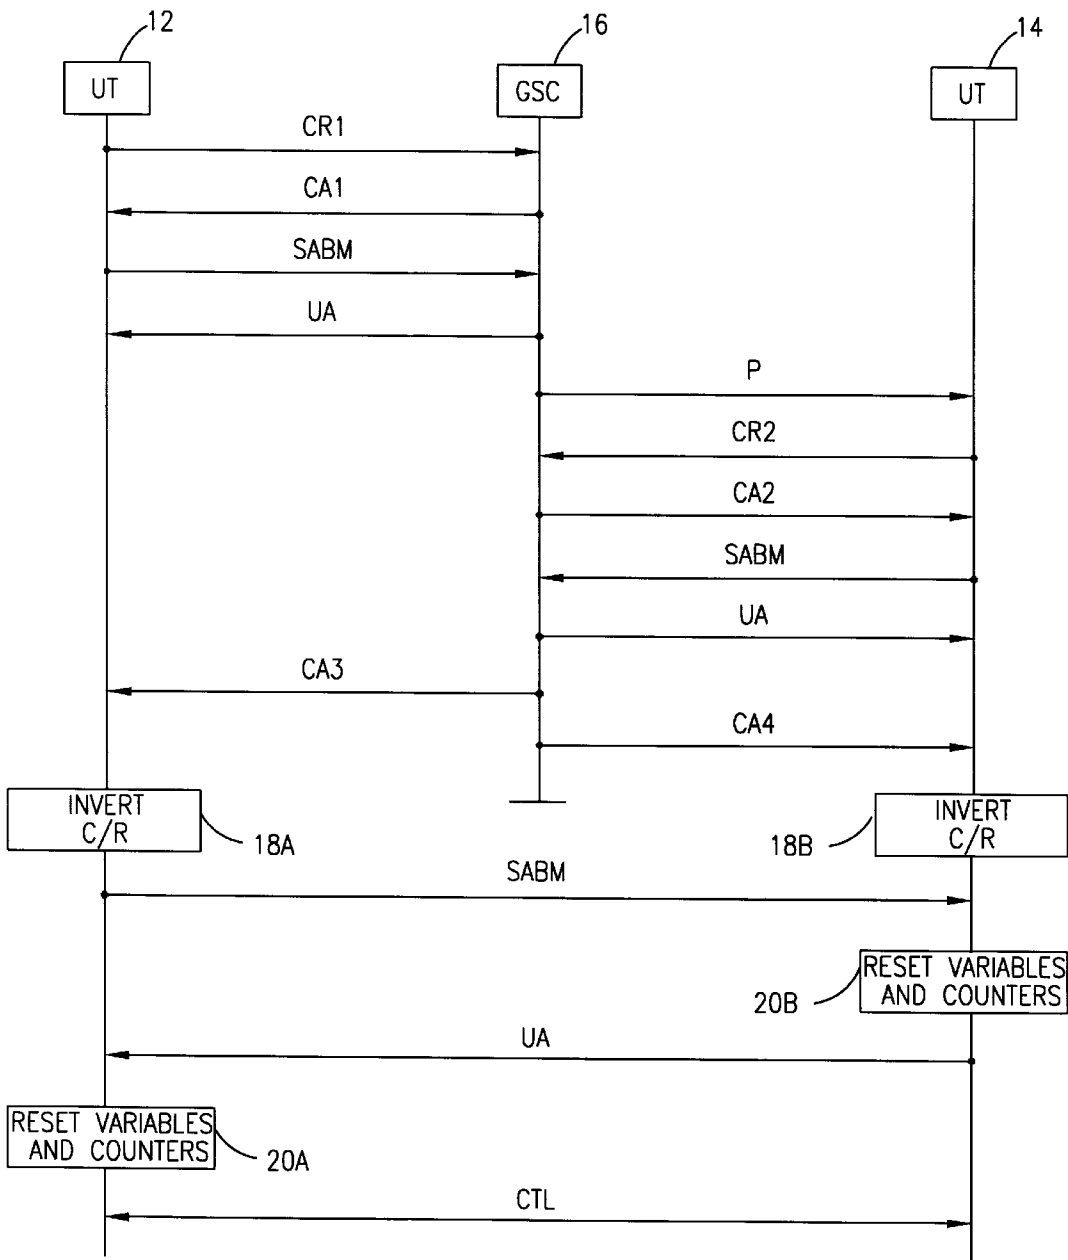 12
16
14
UT
GSC
UT
CR1
CA1
SABM
UA
P
CR2
CA2
SABM
UA
CA3
CA4
INVERT
C/R
18A
18B
INVERT
C/R
SABM
RESET VARIABLES
AND COUNTERS
20B
UA
RESET VARIABLES
AND COUNTERS
20A
CTL